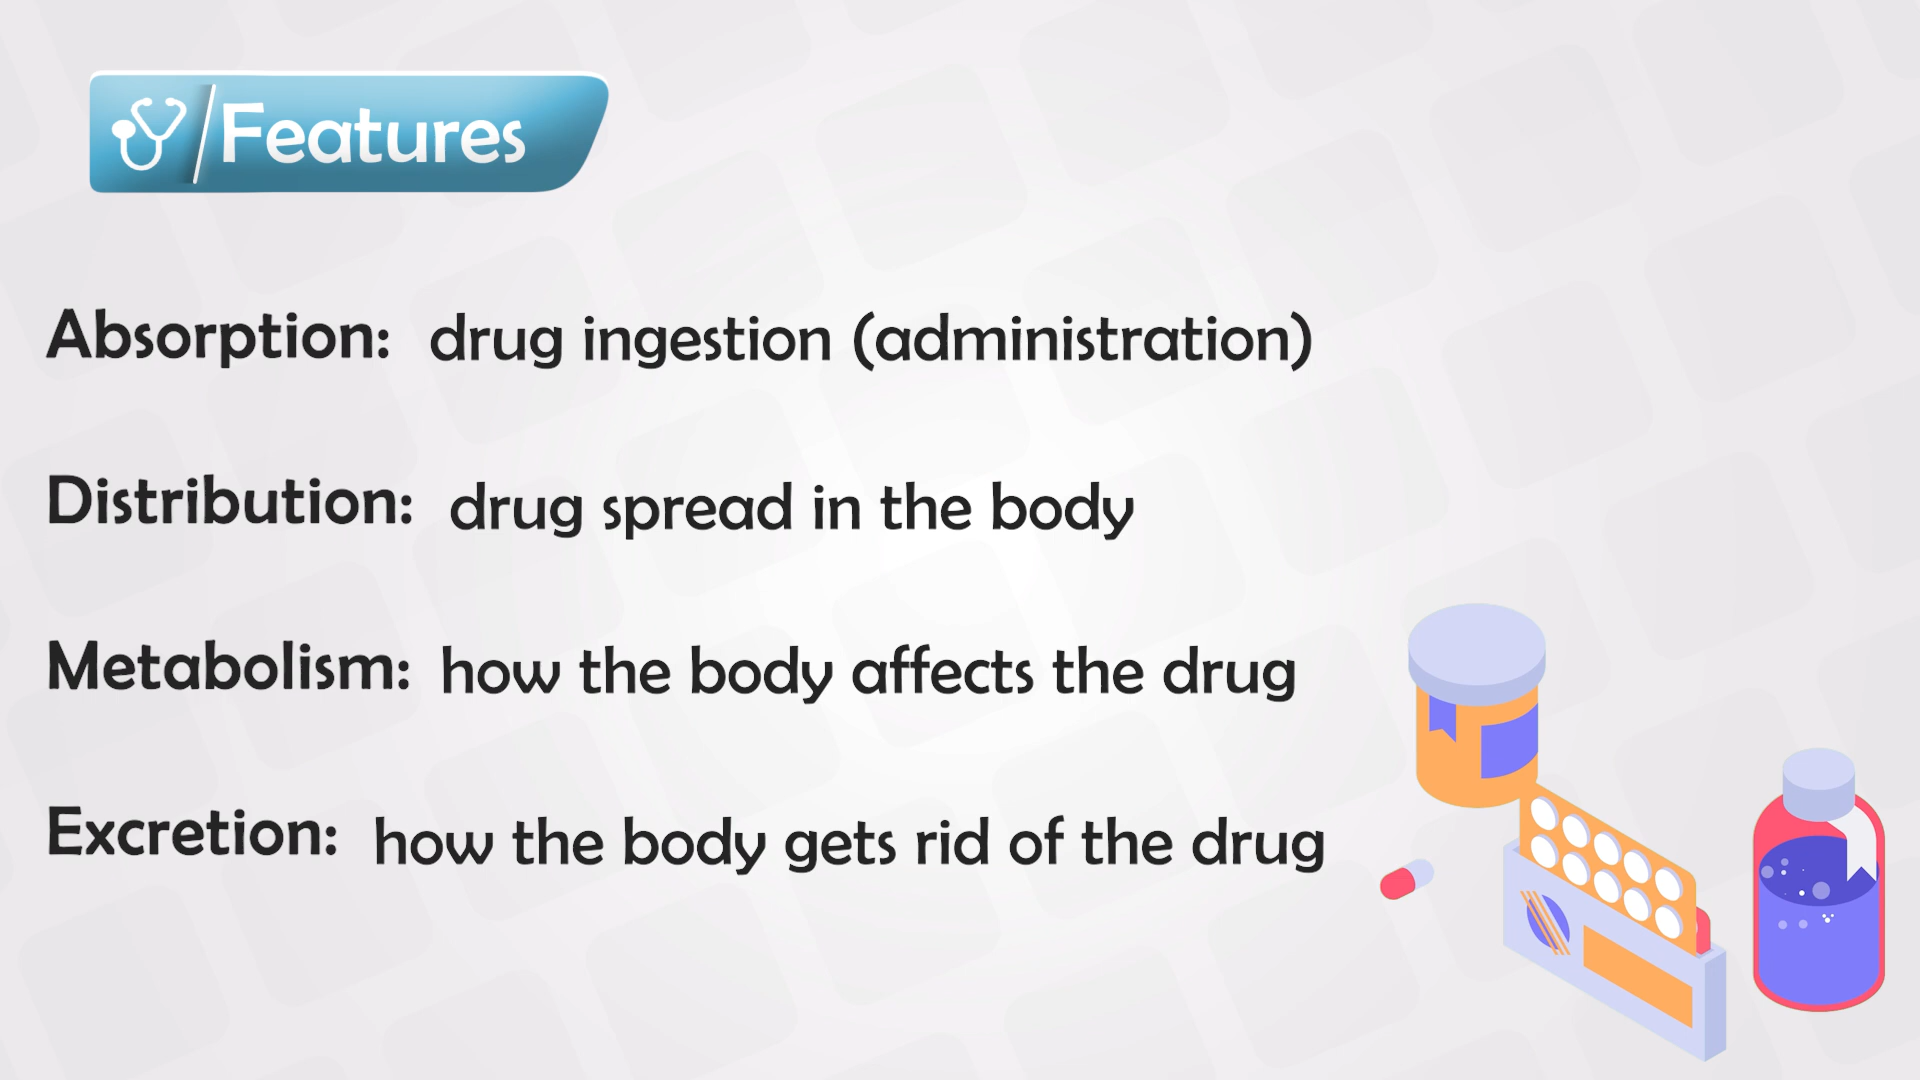 Features
Absorption: drug ingestion (administration)
Distribution: drug spread in the body
Metabolism: how the body affects the drug
Excretion: how the body gets rid of the drug